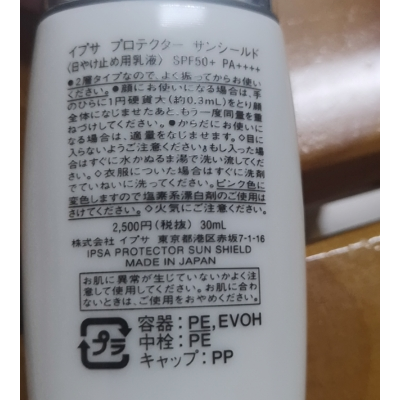 イプサ プロテクター サンシールド
(日やけ止め用乳液) SPF50+ PA++++
●2層タイプなので、よく振ってからお使い
ください。●顔にお使いになる場合は、手
のひらに1円硬貨大(約0.3mL)をとり顔
全体になじませたあと、もう一度同量を重
ねづけしてください。●からだにお使いに
なる場合は、適量をなじませます。◇目に
入らないようご注意ください。もし入った場
合はすぐに水かぬるま湯で洗い流してくだ
さい。◇衣服についた場合はすぐに洗剤
でていねいに洗ってください。ピンク色に
変色しますので塩素系漂白剤のご使用は
さけてください。◇火気にご注意ください。
2,500円(税抜) 30mL
株式会社 イプサ 東京都港区赤坂7-1-16
IPSA PROTECTOR SUN SHIELD
MADE IN JAPAN
お肌に異常が生じていないかよく注意
して使用してください。お肌に合わ
ないときは、ご使用をおやめください。
プラ
容器:PE,EVOH
中栓:PE
キャップ:PP